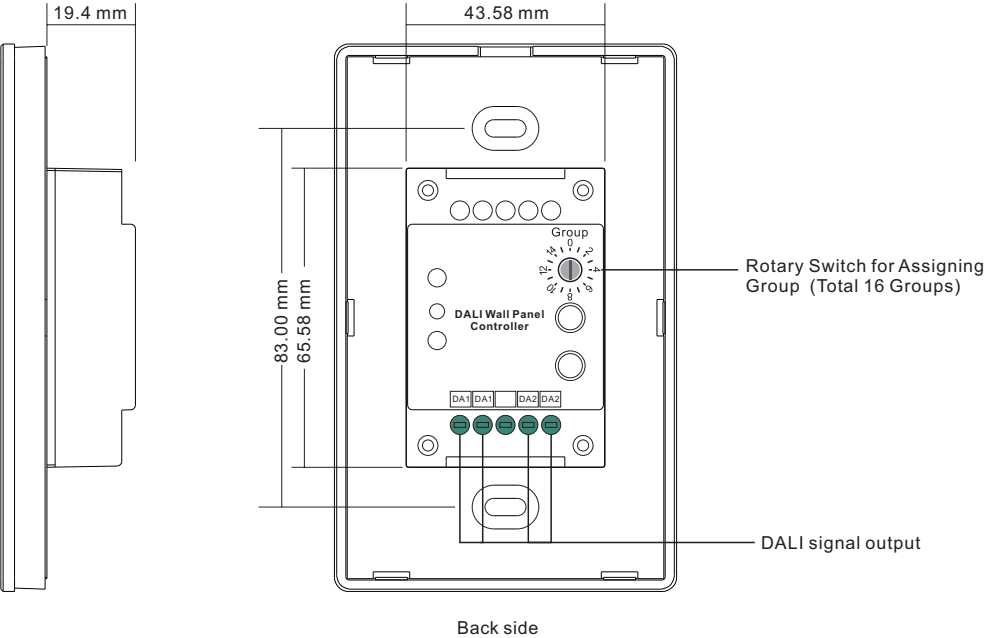 19.4 mm
43.58 mm
83.00 mm
65.58 mm
Group
0
2
4
6
8
10
12
14
Rotary Switch for Assigning
Group (Total 16 Groups)
DALI Wall Panel
Controller
DA1 DA1 DA2 DA2
DALI signal output
Back side